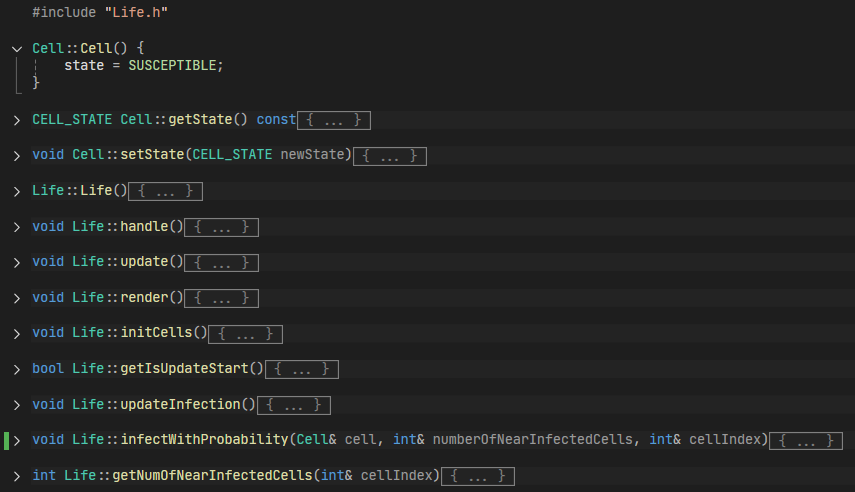 #include "Life.h"
Cell::Cell() {
state = SUSCEPTIBLE;
}
CELL_STATE Cell::getState() const{ ... }
void Cell::setState(CELL_STATE newState){ ... }
Life::Life(){ ... }
void Life::handle(){ ... }
void Life::update(){ ... }
void Life::render(){ ... }
void Life::initCells(){ ... }
bool Life::getIsUpdateStart(){ ... }
void Life::updateInfection(){ ... }
void Life::infectWithProbability(Cell& cell, int& numberOfNearInfectedCells, int& cellIndex){ ... }
int Life::getNumOfNearInfectedCells(int& cellIndex){ ... }